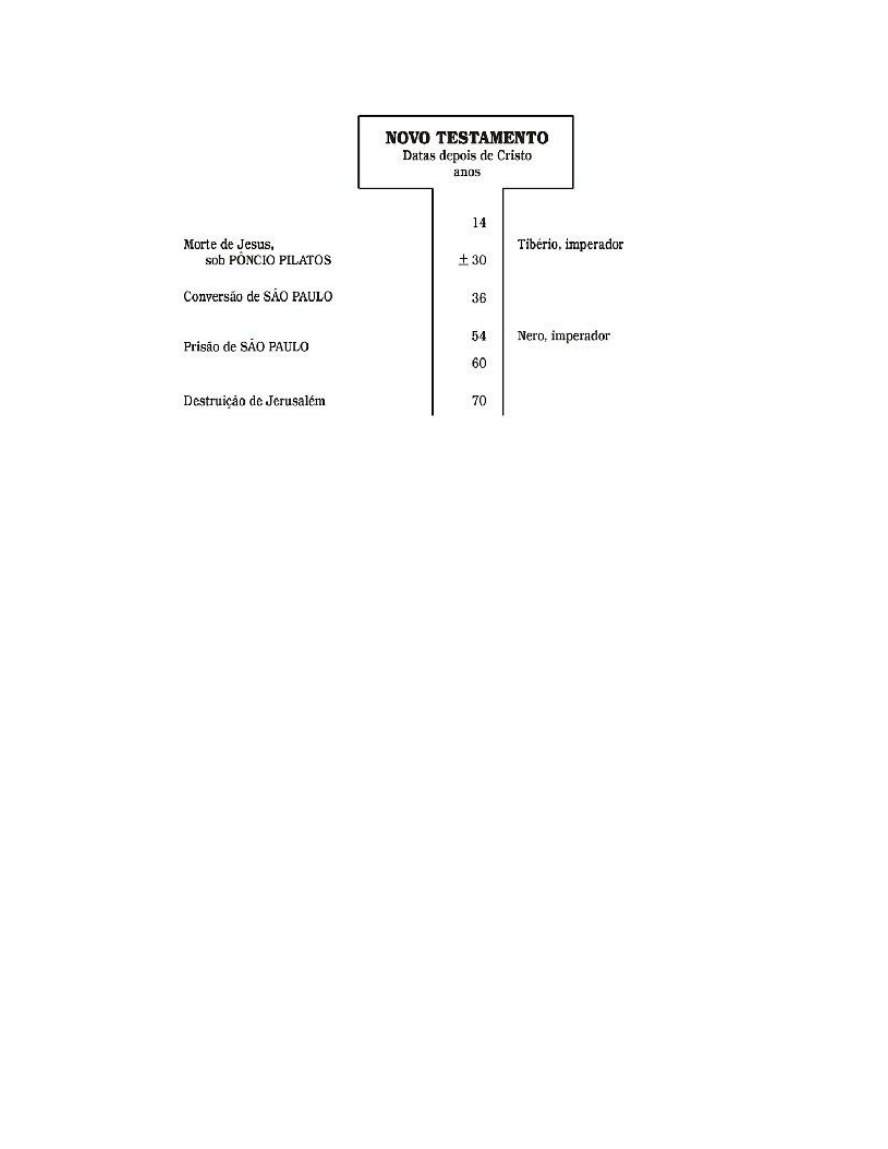 NOVO TESTAMENTO
Datas depois de Cristo
anos
14
Morte de Jesus,
Tibério, imperador
sob PÔNCIO PILATOS
± 30
Conversão de SÃO PAULO
36
54
Nero, imperador
Prisão de SÃO PAULO
60
Destruição de Jerusalém
70